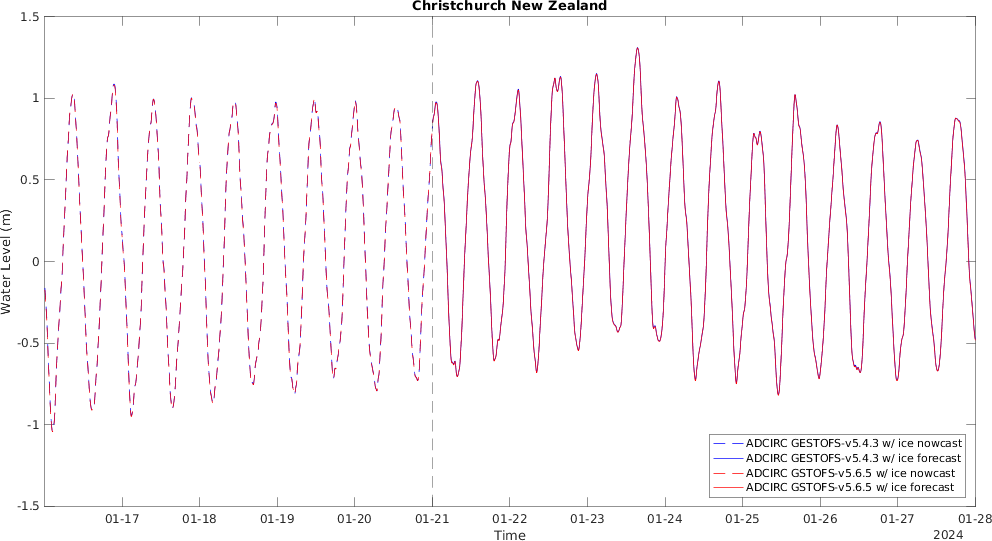 Christchurch New Zealand
1.5
1
0.5
0
-0.5
-1
-1.5
Water Level (m)
ADCIRC GESTOFS-v5.4.3 w/ ice nowcast
ADCIRC GESTOFS-v5.4.3 w/ ice forecast
ADCIRC GSTOFS-v5.6.5 w/ ice nowcast
ADCIRC GSTOFS-v5.6.5 w/ ice forecast
01-17 01-18 01-19 01-20 01-21 01-22 01-23 01-24 01-25 01-26 01-27 01-28
Time
2024